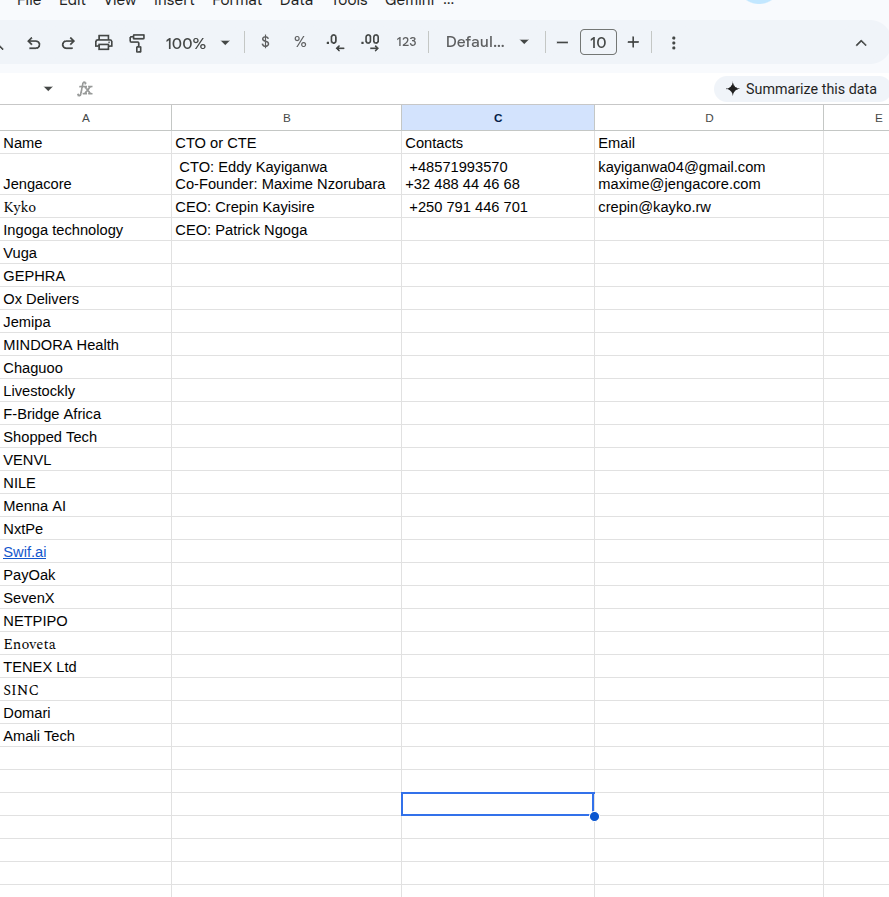 File Edit View Insert Format Data Tools Gemini ...
100% $ % .0 .00 123 Defaul... 10
fx Summarize this data
A B C D E
Name CTO or CTE Contacts Email
CTO: Eddy Kayiganwa +48571993570 kayiganwa04@gmail.com
Jengacore Co-Founder: Maxime Nzorubara +32 488 44 46 68 maxime@jengacore.com
Kyko CEO: Crepin Kayisire +250 791 446 701 crepin@kayko.rw
Ingoga technology CEO: Patrick Ngoga
Vuga
GEPHRA
Ox Delivers
Jemipa
MINDORA Health
Chaguoo
Livestockly
F-Bridge Africa
Shopped Tech
VENVL
NILE
Menna AI
NxtPe
Swif.ai
PayOak
SevenX
NETPIPO
Enoveta
TENEX Ltd
SINC
Domari
Amali Tech